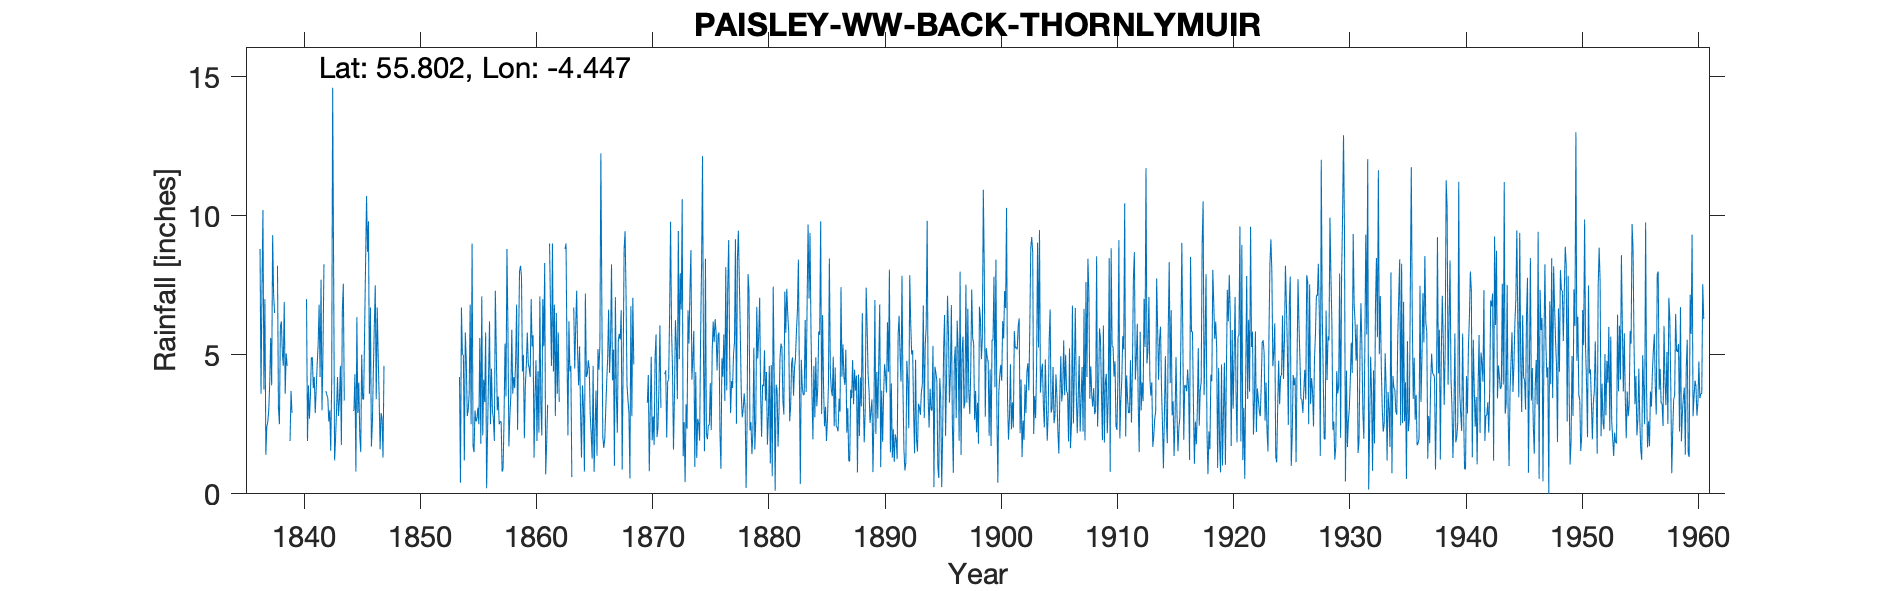 PAISLEY-WW-BACK-THORNLYMUIR
Lat: 55.802, Lon: -4.447
15
10
5
0
Rainfall [inches]
1840 1850 1860 1870 1880 1890 1900 1910 1920 1930 1940 1950 1960
Year